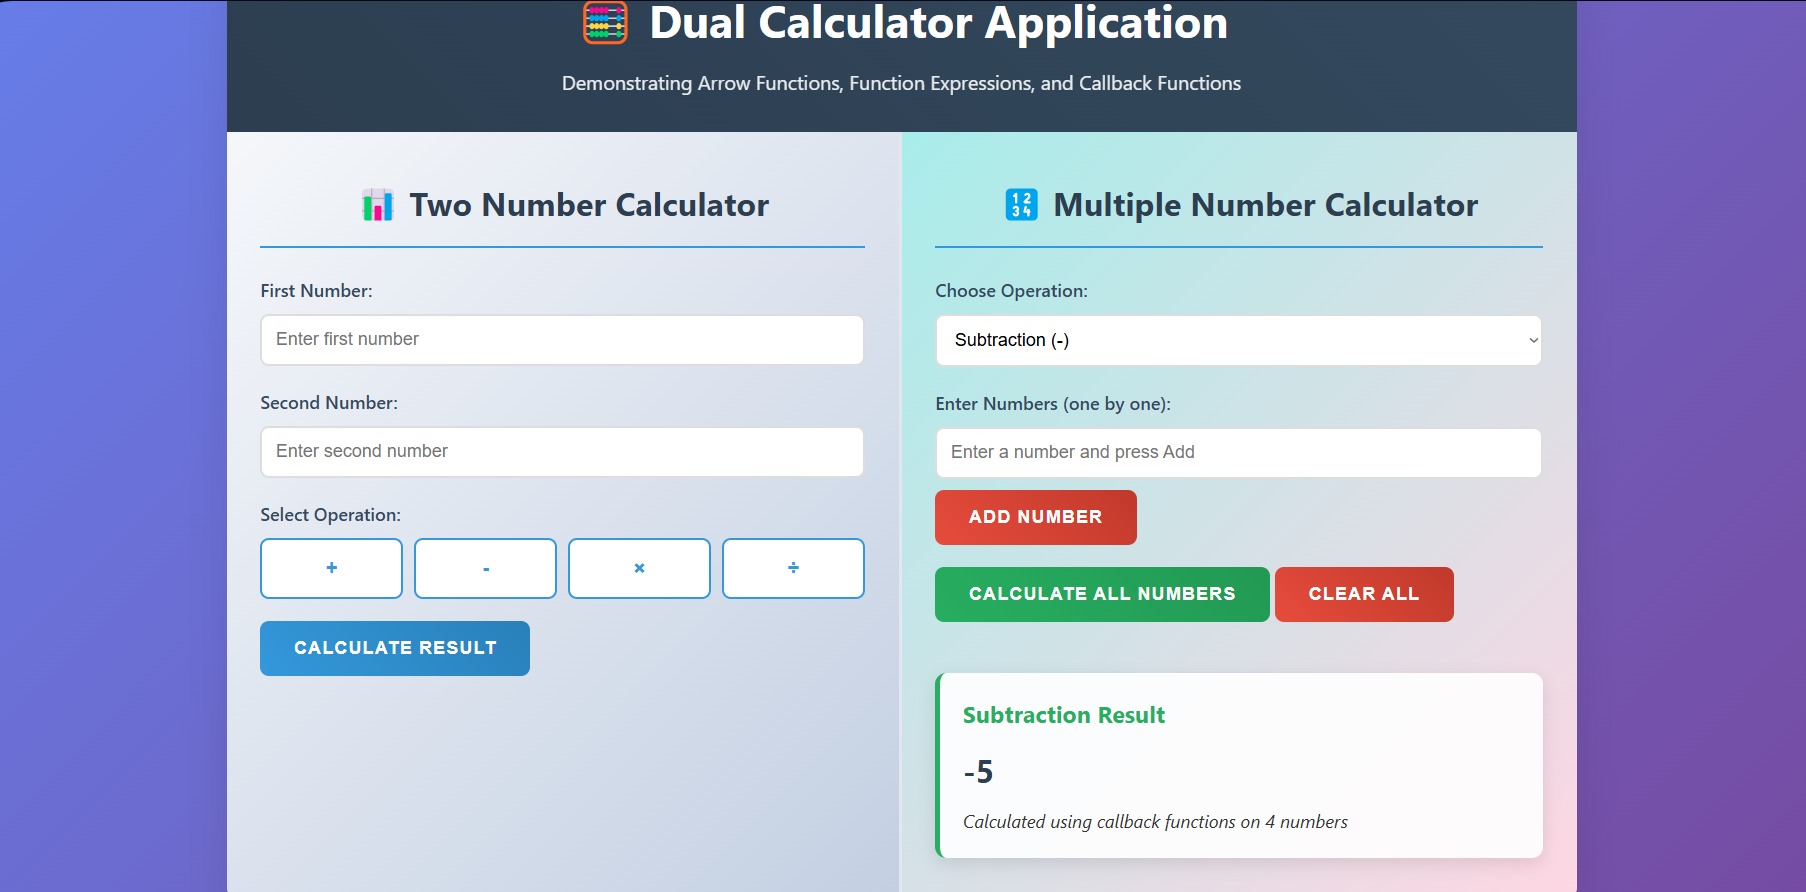 Dual Calculator Application
Demonstrating Arrow Functions, Function Expressions, and Callback Functions
Two Number Calculator
First Number:
Enter first number
Second Number:
Enter second number
Select Operation:
+ - × ÷
CALCULATE RESULT
Multiple Number Calculator
Choose Operation:
Subtraction (-)
Enter Numbers (one by one):
Enter a number and press Add
ADD NUMBER
CALCULATE ALL NUMBERS CLEAR ALL
Subtraction Result
-5
Calculated using callback functions on 4 numbers